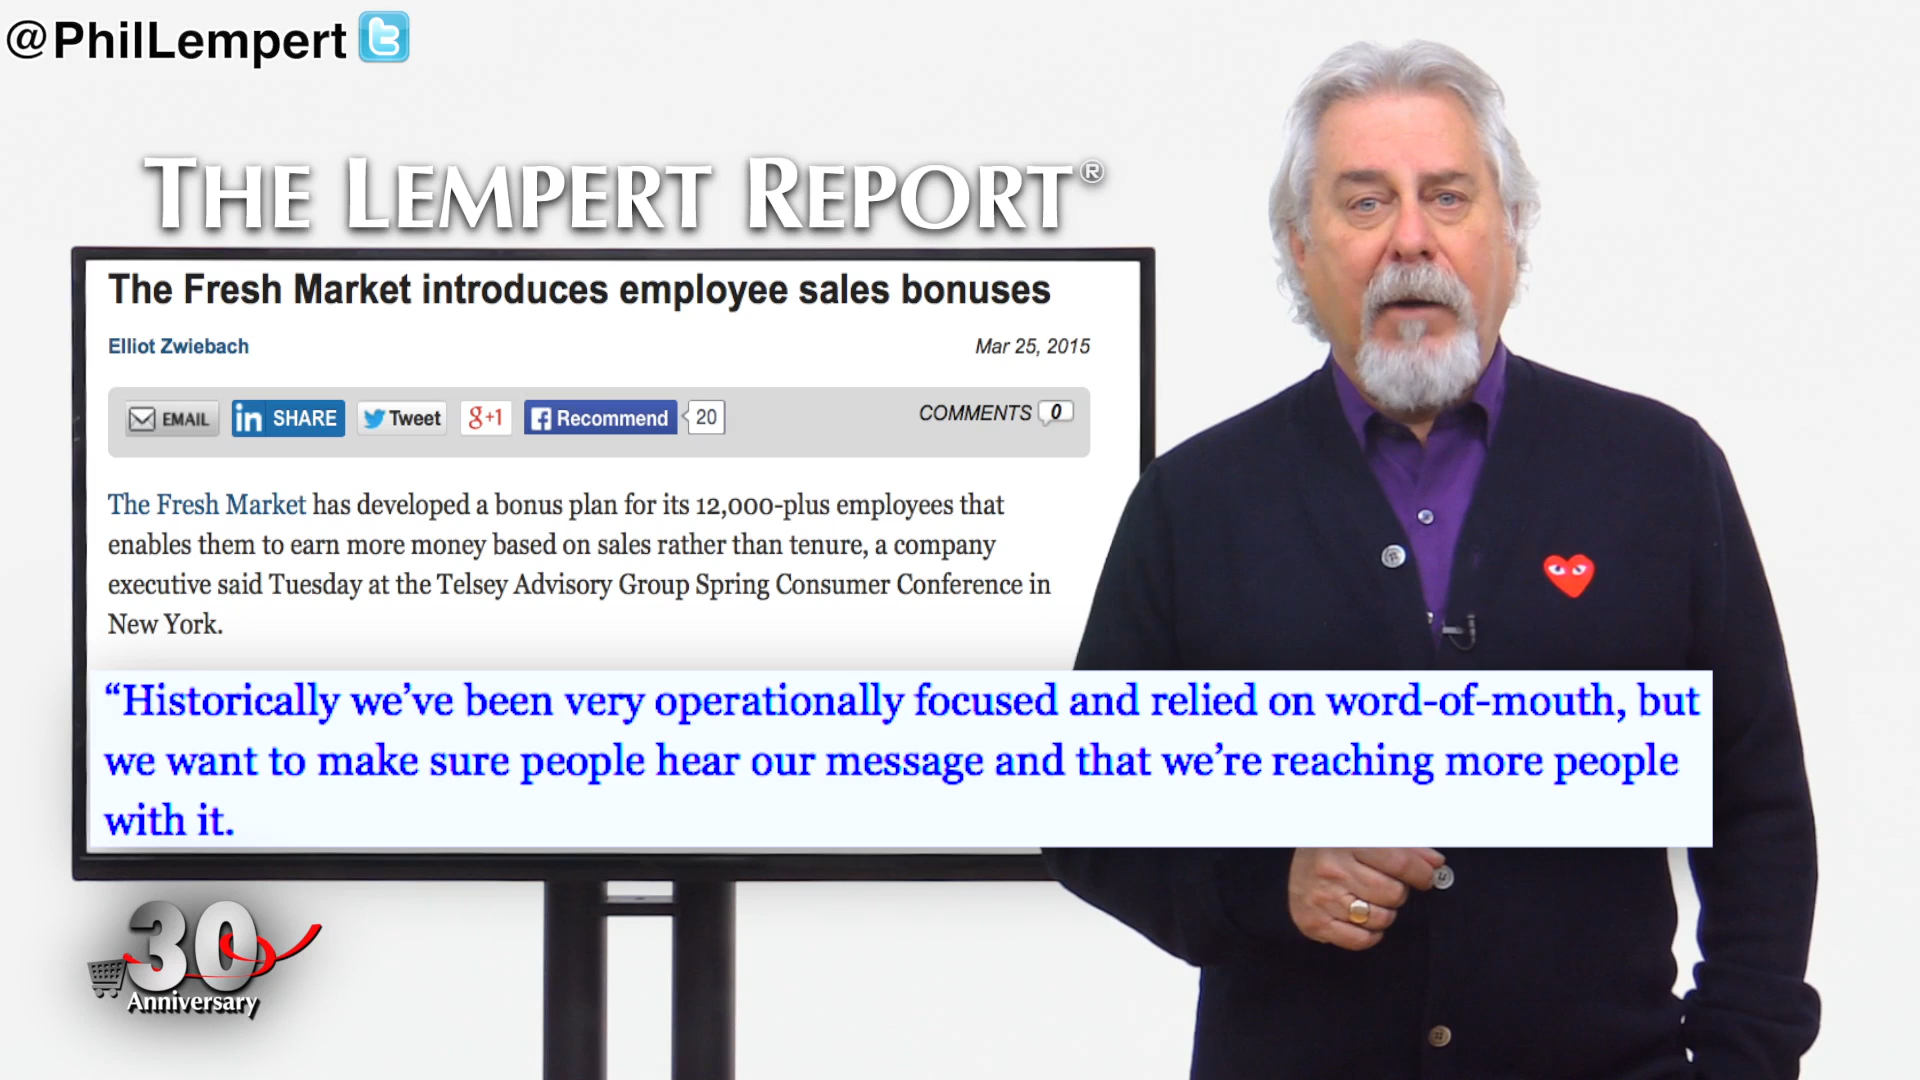 @PhilLempert
THE LEMPERT REPORT®
The Fresh Market introduces employee sales bonuses
Elliot Zwiebach
Mar 25, 2015
EMAIL
in SHARE
Tweet
g+1
f Recommend
20
COMMENTS 0
The Fresh Market has developed a bonus plan for its 12,000-plus employees that
enables them to earn more money based on sales rather than tenure, a company
executive said Tuesday at the Telsey Advisory Group Spring Consumer Conference in
New York.
“Historically we’ve been very operationally focused and relied on word-of-mouth, but
we want to make sure people hear our message and that we’re reaching more people
with it.
30
Anniversary